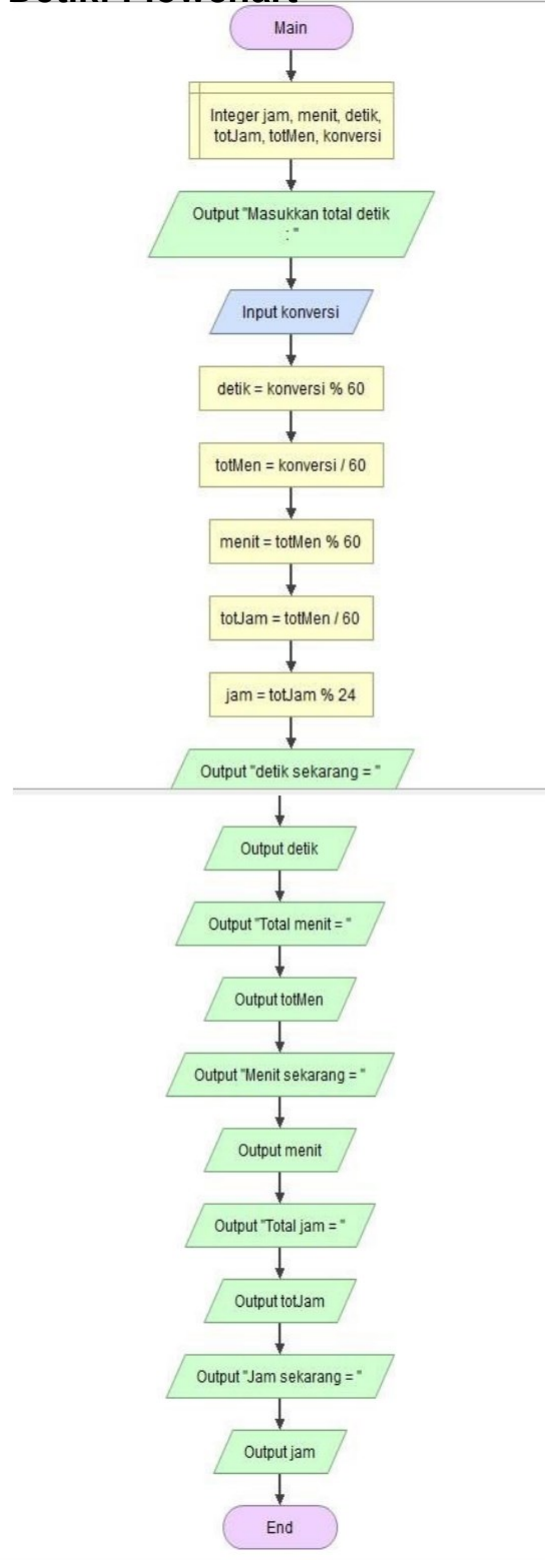 Main
Integer jam, menit, detik,
totJam, totMen, konversi
Output "Masukkan total detik
: "
Input konversi
detik = konversi % 60
totMen = konversi / 60
menit = totMen % 60
totJam = totMen / 60
jam = totJam % 24
Output "detik sekarang = "
Output detik
Output "Total menit = "
Output totMen
Output "Menit sekarang = "
Output menit
Output "Total jam = "
Output totJam
Output "Jam sekarang = "
Output jam
End